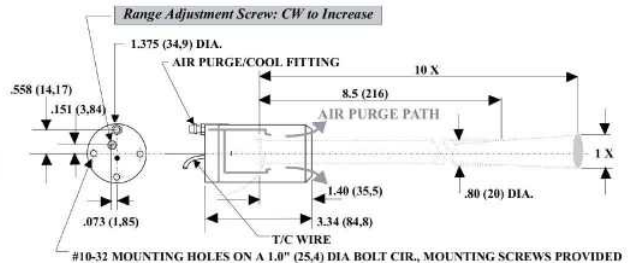 Range Adjustment Screw: CW to Increase
1.375 (34,9) DIA.
AIR PURGE/COOL FITTING
10 X
.558 (14,17)
8.5 (216)
.151 (3,84)
AIR PURGE PATH
1 X
1.40 (35,5)
.80 (20) DIA.
.073 (1,85)
3.34 (84,8)
T/C WIRE
#10-32 MOUNTING HOLES ON A 1.0" (25,4) DIA BOLT CIR., MOUNTING SCREWS PROVIDED